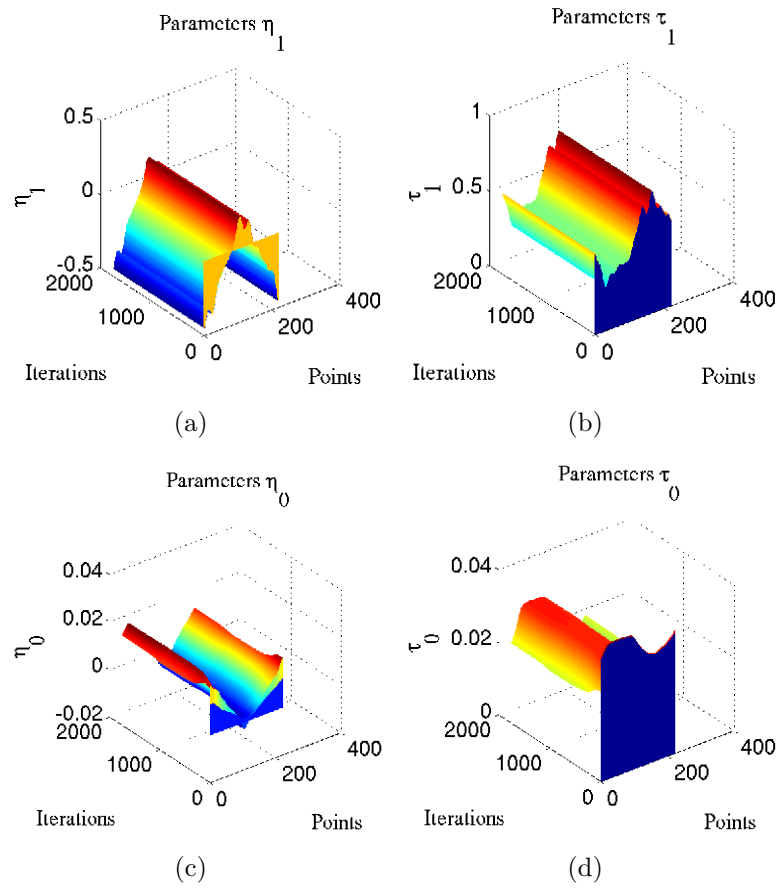 Parameters η1
Parameters τ1
0.5
0
-0.5
η1
2000
1000
0
0
200
400
Iterations
Points
1
0.5
0
τ1
2000
1000
0
0
200
400
Iterations
Points
(a)
(b)
Parameters η0
Parameters τ0
0.04
0.02
0
-0.02
η0
2000
1000
0
0
200
400
Iterations
Points
0.04
0.02
0
τ0
2000
1000
0
0
200
400
Iterations
Points
(c)
(d)